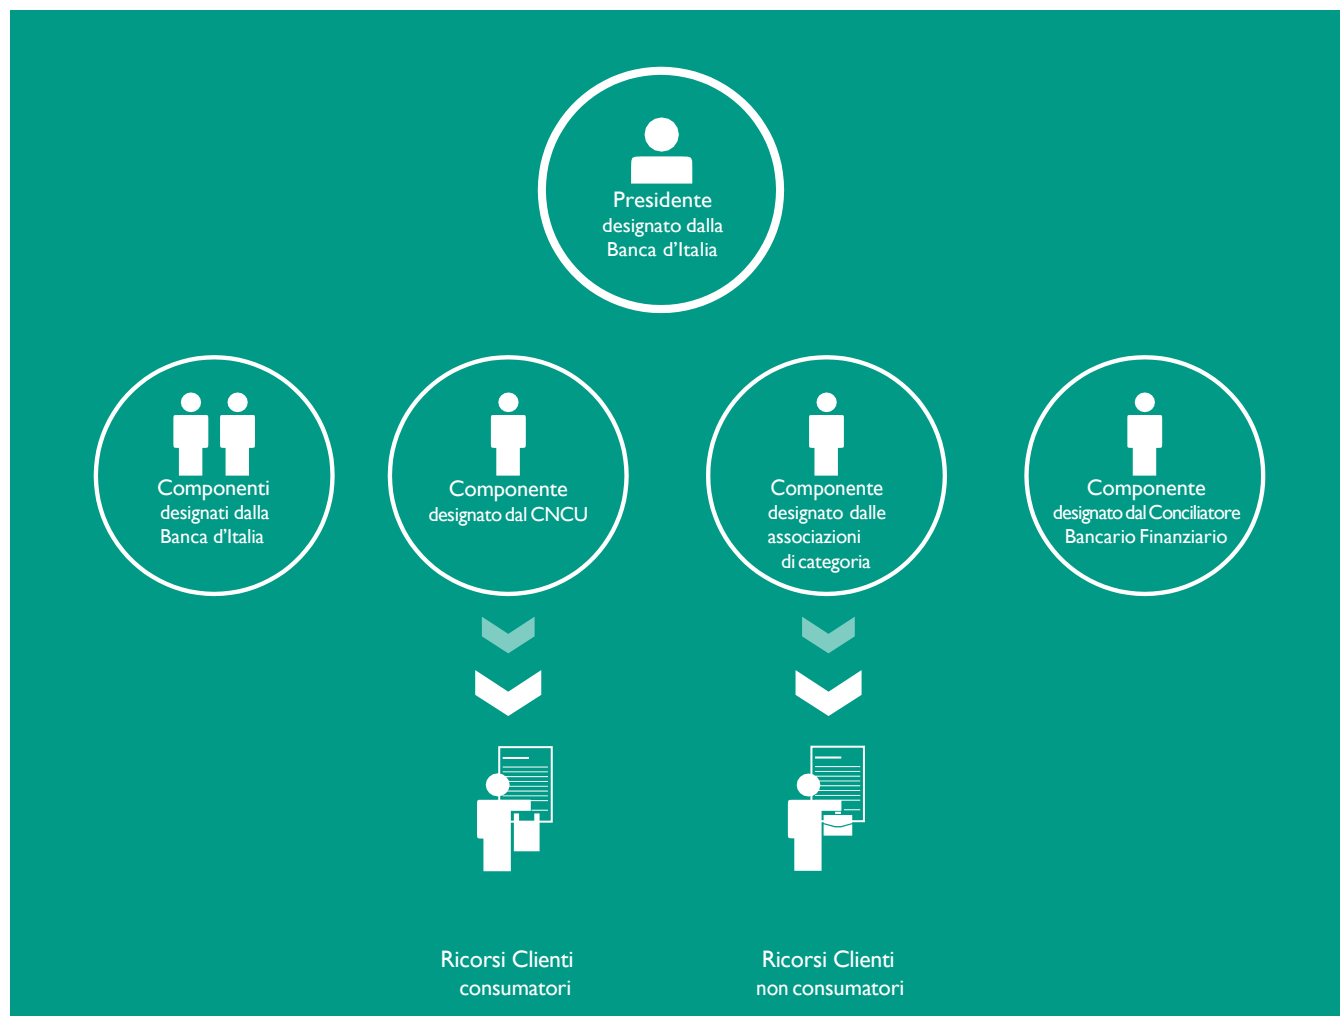 Presidente
designato dalla
Banca d’Italia
Componenti
designati dalla
Banca d’Italia
Componente
designato dal CNCU
Componente
designato dalle
associazioni
di categoria
Componente
designato dal Conciliatore
Bancario Finanziario
Ricorsi Clienti
consumatori
Ricorsi Clienti
non consumatori